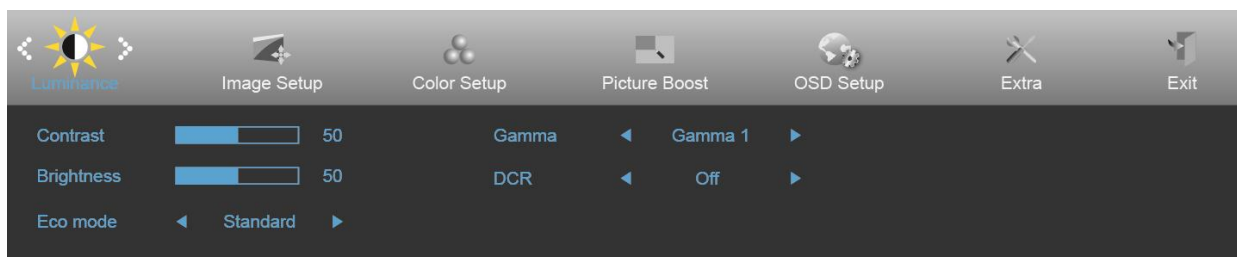 Luminance Image Setup Color Setup Picture Boost OSD Setup Extra Exit
Contrast 50 Gamma Gamma 1
Brightness 50 DCR Off
Eco mode Standard